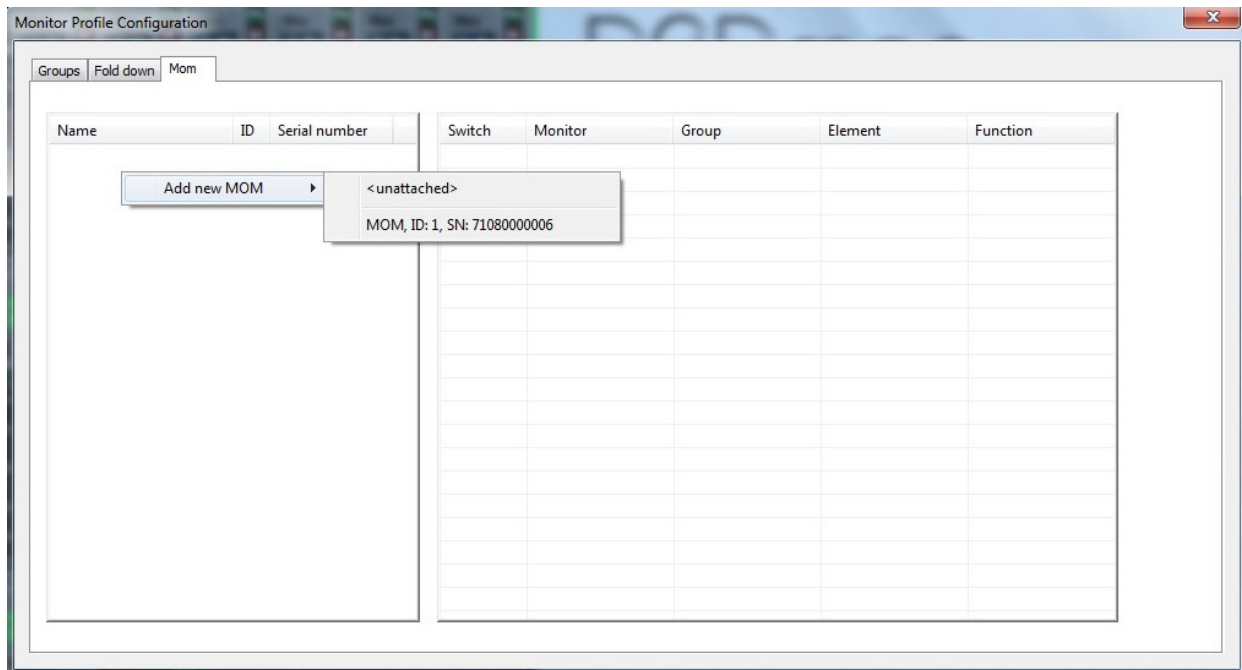 Monitor Profile Configuration
Groups Fold down Mom
Name ID Serial number Switch Monitor Group Element Function
Add new MOM <unattached>
MOM, ID: 1, SN: 71080000006